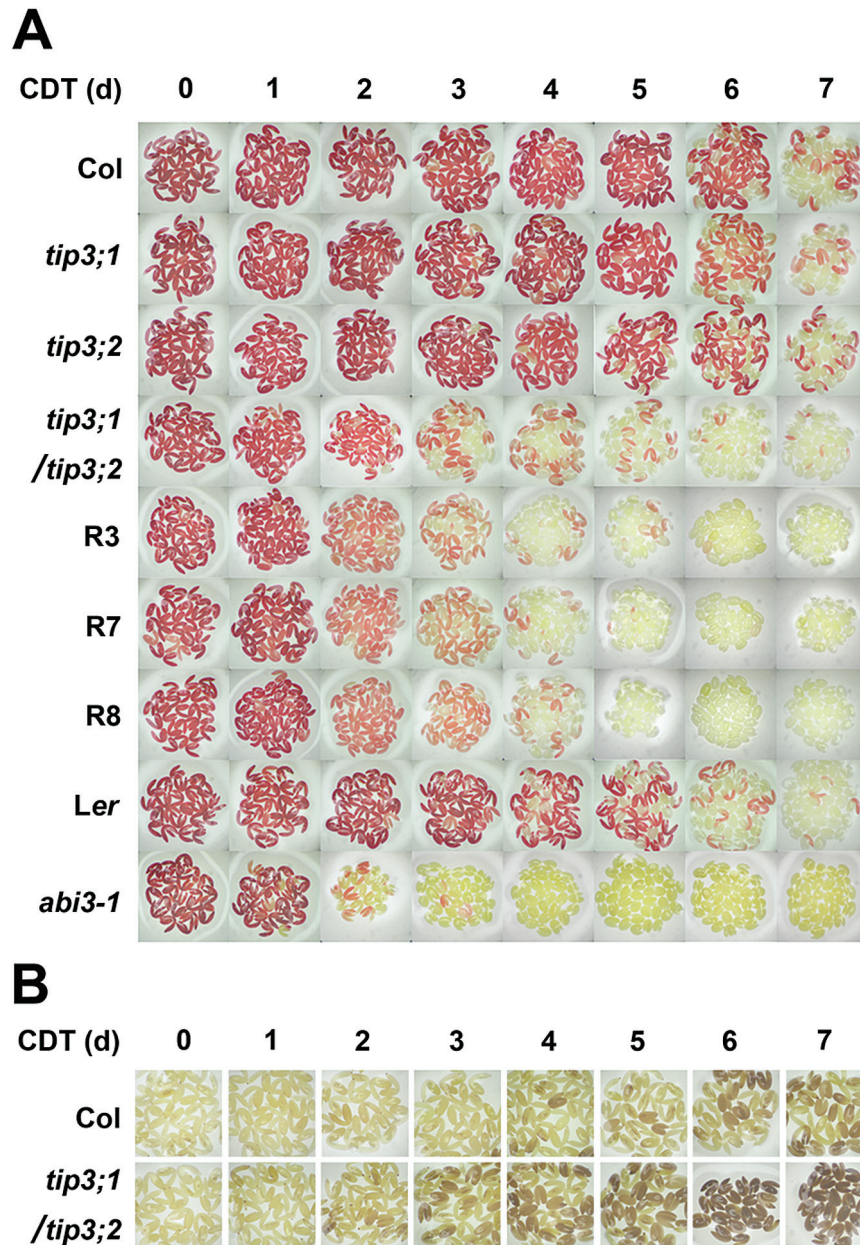 A
CDT (d) 0 1 2 3 4 5 6 7
Col
tip3;1
tip3;2
tip3;1
/tip3;2
R3
R7
R8
Ler
abi3-1
B
CDT (d) 0 1 2 3 4 5 6 7
Col
tip3;1
/tip3;2